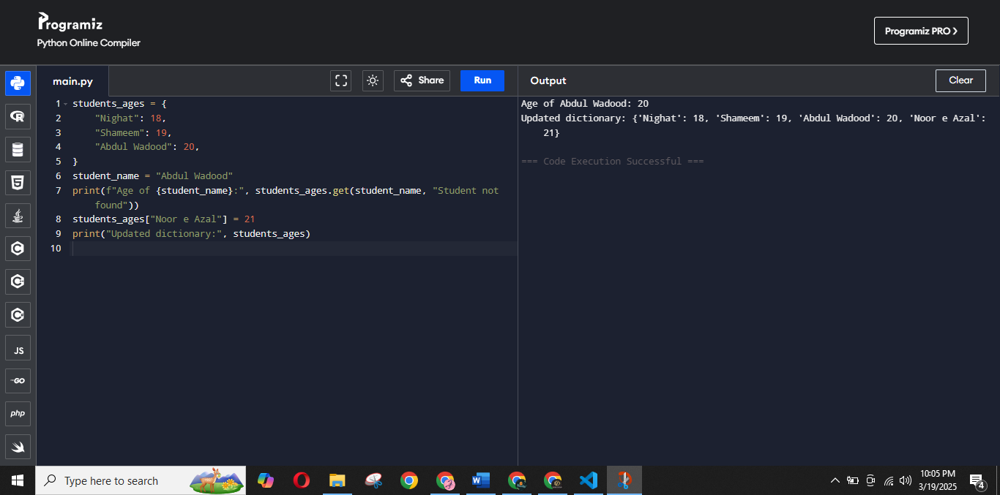 Programiz
Python Online Compiler
Programiz PRO >
main.py
Share
Run
Output
Clear
1 students_ages = {
2     "Nighat": 18,
3     "Shameem": 19,
4     "Abdul Wadood": 20,
5 }
6 student_name = "Abdul Wadood"
7 print(f"Age of {student_name}:", students_ages.get(student_name, "Student not
found"))
8 students_ages["Noor e Azal"] = 21
9 print("Updated dictionary:", students_ages)
10
Age of Abdul Wadood: 20
Updated dictionary: {'Nighat': 18, 'Shameem': 19, 'Abdul Wadood': 20, 'Noor e Azal':
21}
=== Code Execution Successful ===
R
5
C
C
C
JS
GO
php
Type here to search
W
10:05 PM
3/19/2025
4